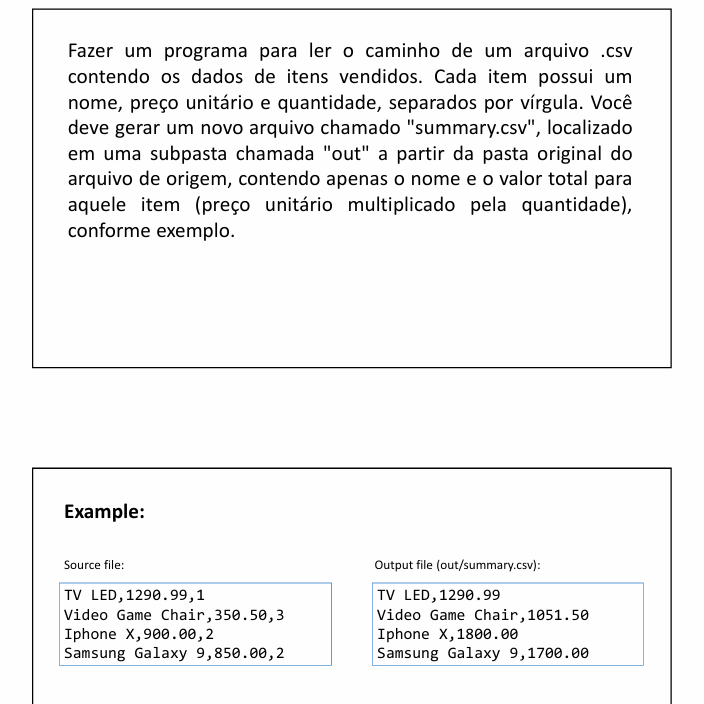 Fazer um programa para ler o caminho de um arquivo .csv
contendo os dados de itens vendidos. Cada item possui um
nome, preço unitário e quantidade, separados por vírgula. Você
deve gerar um novo arquivo chamado "summary.csv", localizado
em uma subpasta chamada "out" a partir da pasta original do
arquivo de origem, contendo apenas o nome e o valor total para
aquele item (preço unitário multiplicado pela quantidade),
conforme exemplo.
Example:
Source file:
TV LED,1290.99,1
Video Game Chair,350.50,3
Iphone X,900.00,2
Samsung Galaxy 9,850.00,2
Output file (out/summary.csv):
TV LED,1290.99
Video Game Chair,1051.50
Iphone X,1800.00
Samsung Galaxy 9,1700.00